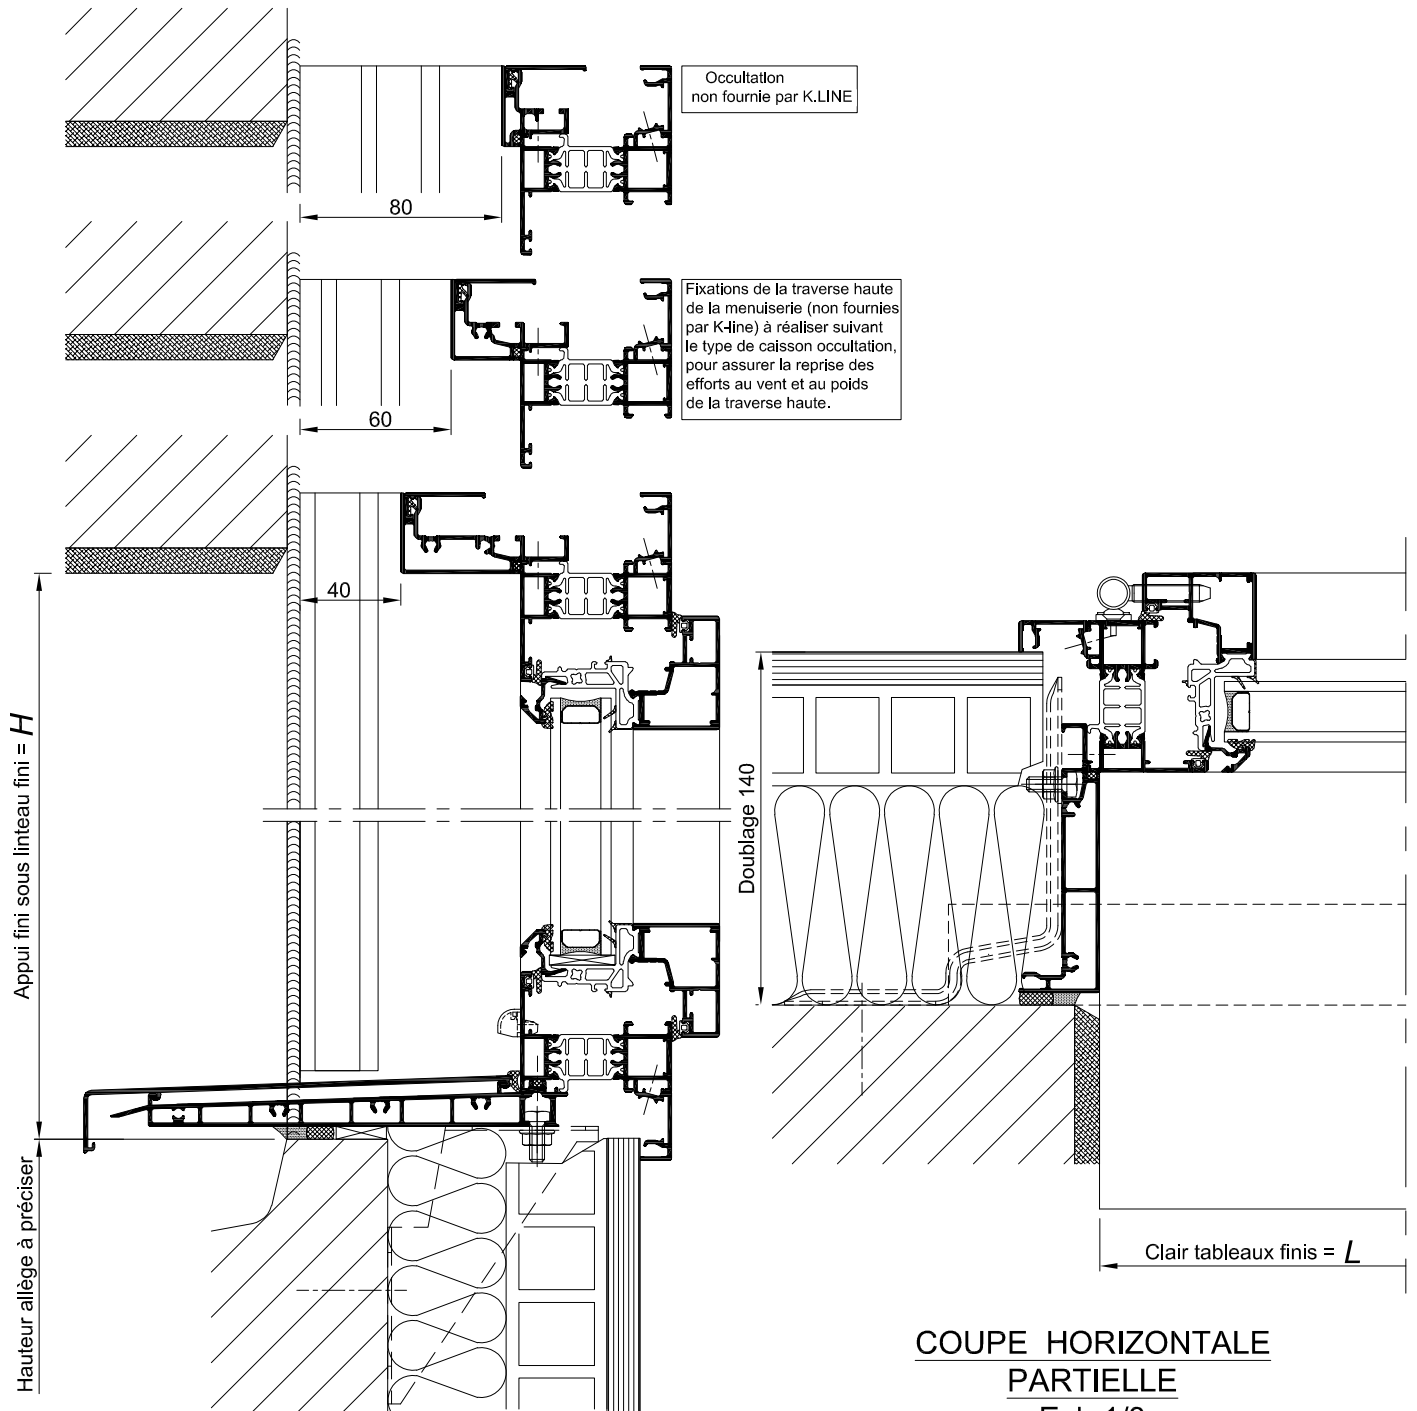 Occultation
non fournie par K.LINE
80
Fixations de la traverse haute
de la menuiserie (non fournies
par K-line) à réaliser suivant
le type de caisson occultation,
pour assurer la reprise des
efforts au vent et au poids
de la traverse haute.
60
40
Appui fini sous linteau fini = H
Doublage 140
Hauteur allège à préciser
Clair tableaux finis = L
COUPE HORIZONTALE
PARTIELLE